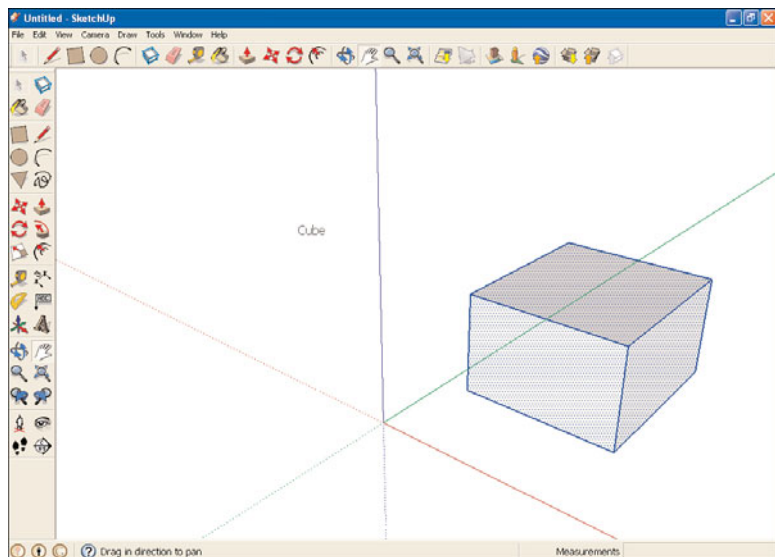 Untitled - SketchUp
File Edit View Camera Draw Tools Window Help
Cube
Drag in direction to pan
Measurements